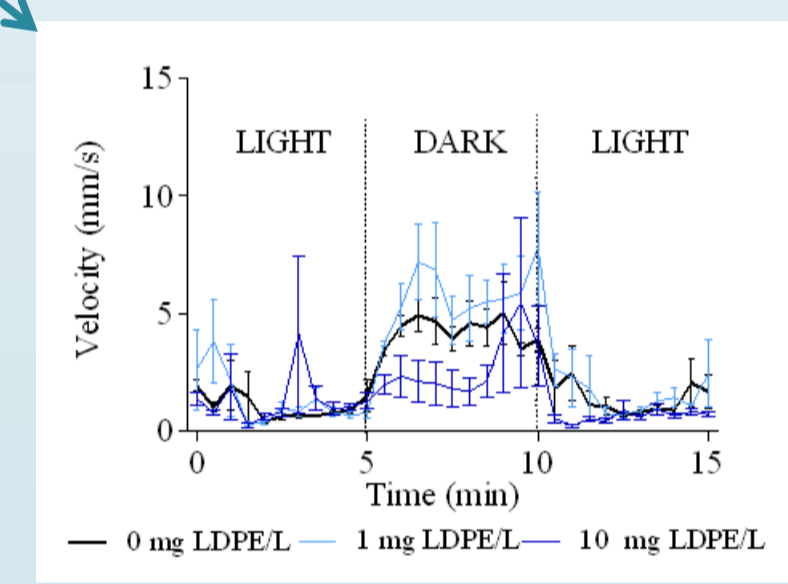 15
LIGHT DARK LIGHT
10
Velocity (mm/s)
5
0
0 5 10 15
Time (min)
0 mg LDPE/L 1 mg LDPE/L 10 mg LDPE/L